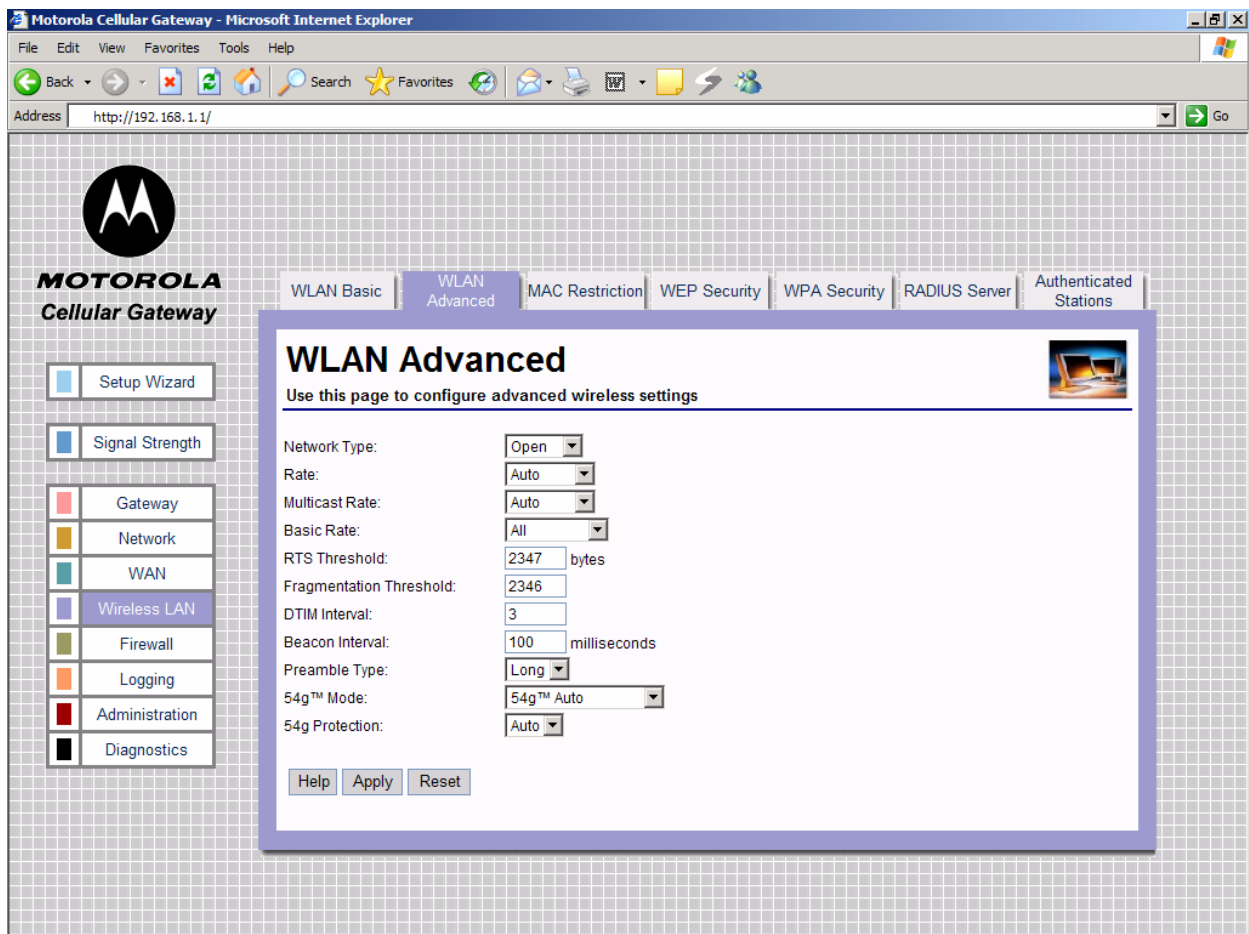 Motorola Cellular Gateway - Microsoft Internet Explorer
File Edit View Favorites Tools Help
Back Search Favorites
Address http://192.168.1.1/ Go
MOTOROLA
Cellular Gateway
WLAN Basic
WLAN Advanced
MAC Restriction
WEP Security
WPA Security
RADIUS Server
Authenticated Stations
Setup Wizard
Signal Strength
Gateway
Network
WAN
Wireless LAN
Firewall
Logging
Administration
Diagnostics
WLAN Advanced
Use this page to configure advanced wireless settings
Network Type: Open
Rate: Auto
Multicast Rate: Auto
Basic Rate: All
RTS Threshold: 2347 bytes
Fragmentation Threshold: 2346
DTIM Interval: 3
Beacon Interval: 100 milliseconds
Preamble Type: Long
54g™ Mode: 54g™ Auto
54g Protection: Auto
Help Apply Reset